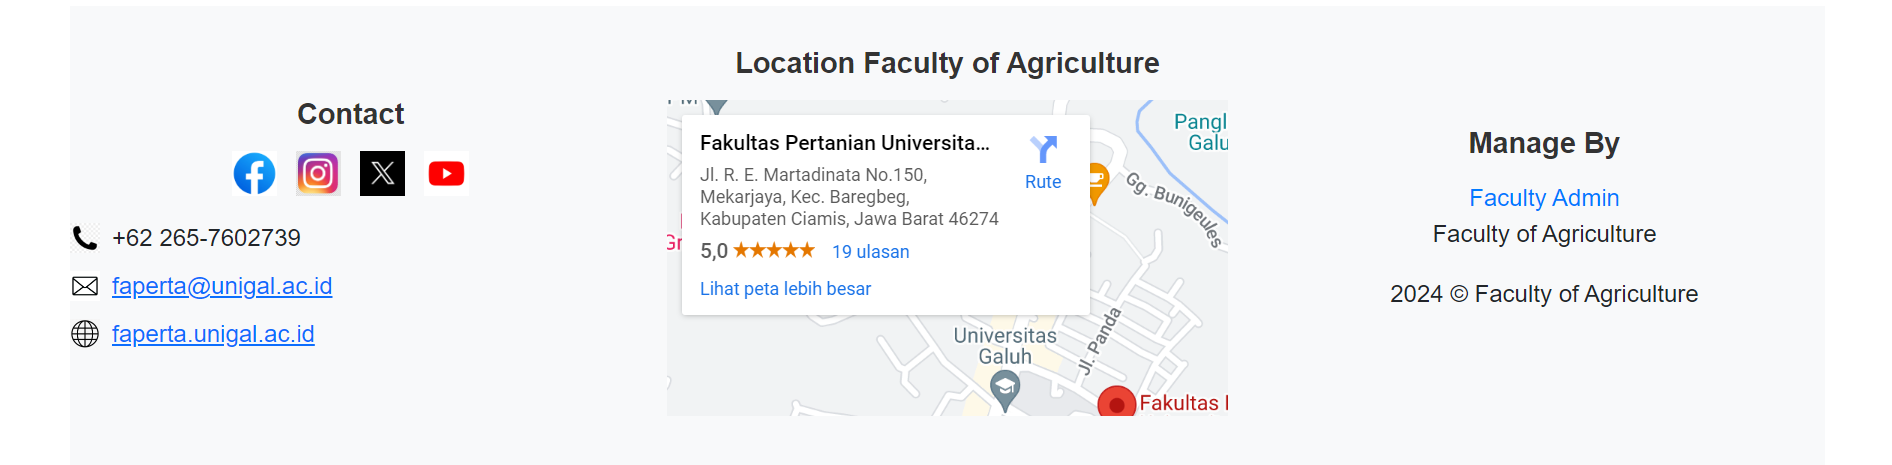 Location Faculty of Agriculture
Contact
+62 265-7602739
faperta@unigal.ac.id
faperta.unigal.ac.id
Fakultas Pertanian Universita...
Jl. R. E. Martadinata No.150,
Mekarjaya, Kec. Baregbeg,
Kabupaten Ciamis, Jawa Barat 46274
5,0
19 ulasan
Lihat peta lebih besar
Rute
Pangl
Galu
Gg. Bunigeules
Gr
Universitas
Galuh
Jl. Panda
Fakultas
Manage By
Faculty Admin
Faculty of Agriculture
2024 © Faculty of Agriculture